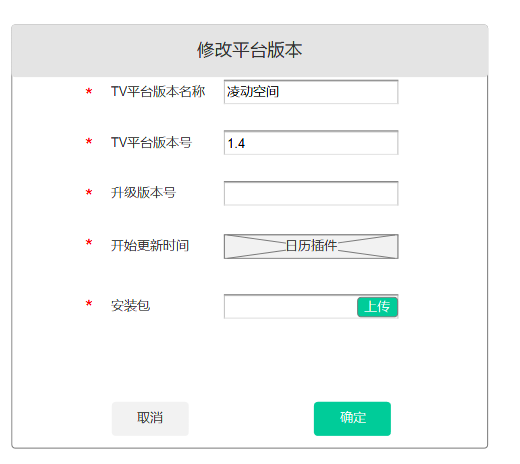 修改平台版本
* TV平台版本名称 凌动空间
* TV平台版本号 1.4
* 升级版本号
* 开始更新时间 日历插件
* 安装包 上传
取消 确定